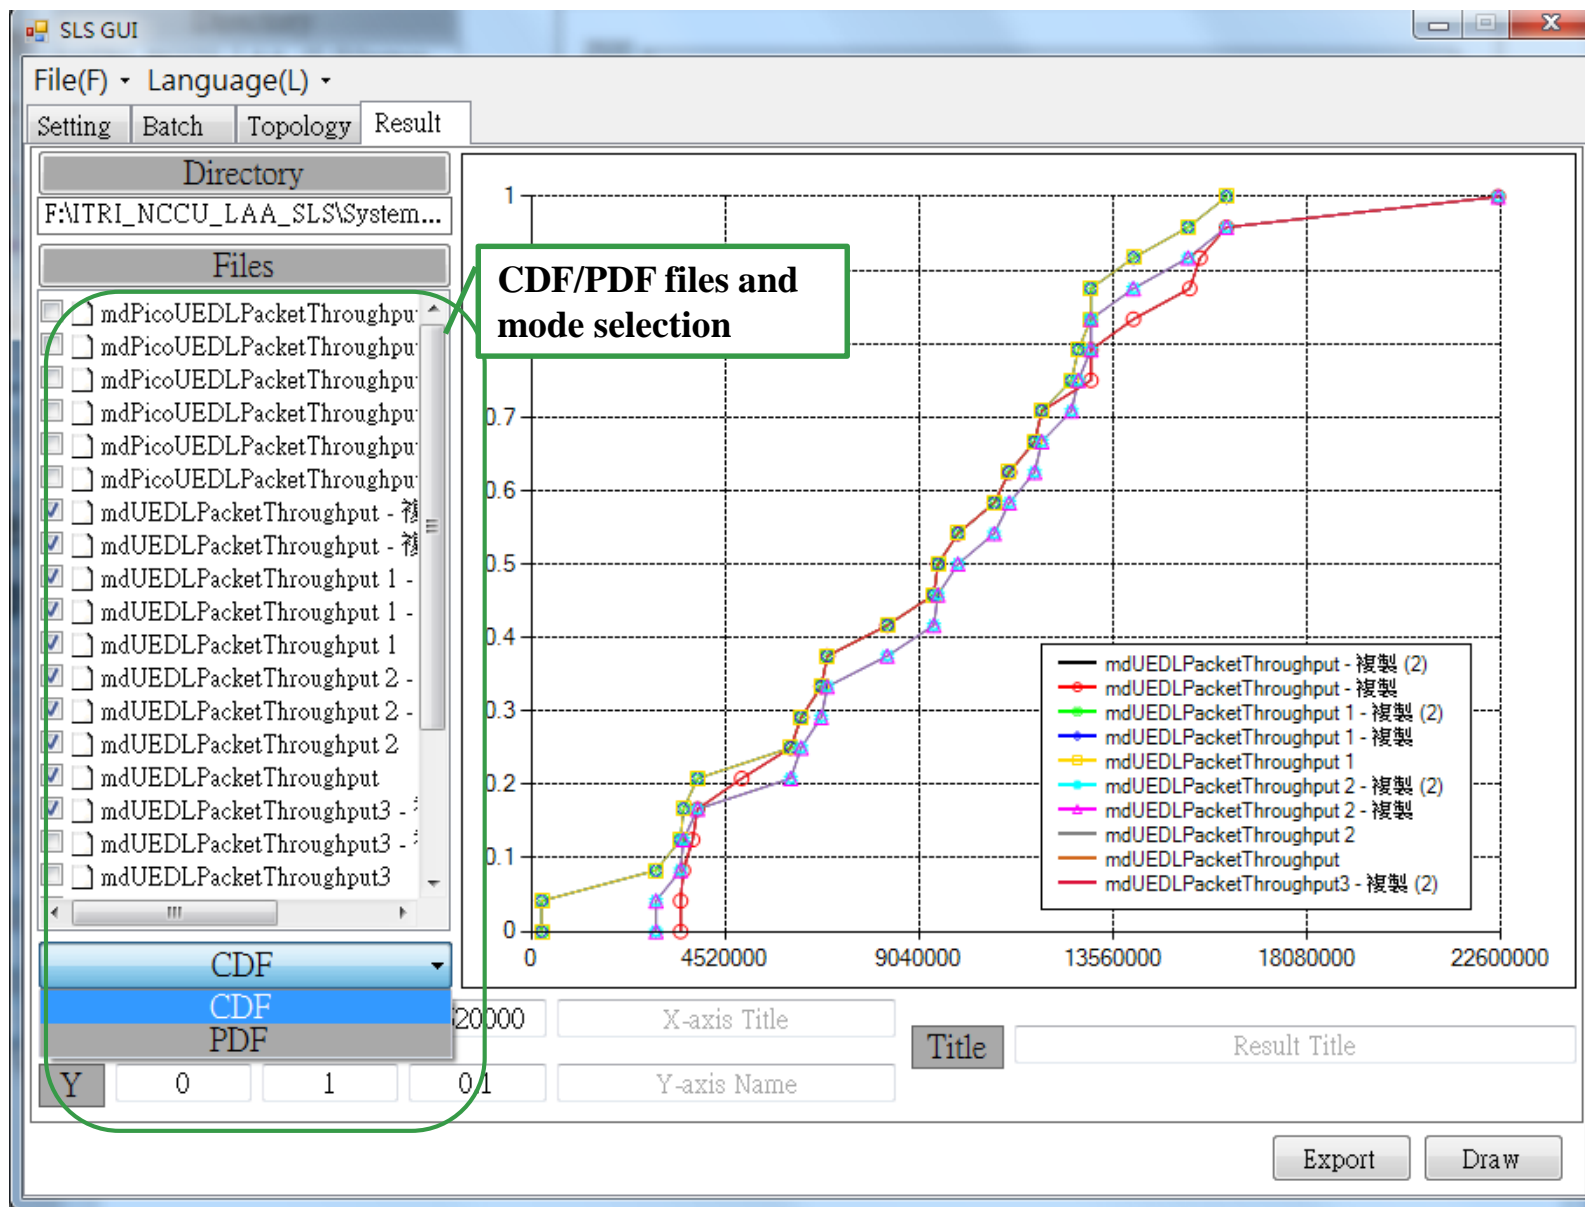 SLS GUI
File(F) Language(L)
Setting Batch Topology Result
Directory
F:\ITRI_NCCU_LAA_SLS\System...
Files
mdPicoUEDLPacketThroughpu
mdPicoUEDLPacketThroughpu
mdPicoUEDLPacketThroughpu
mdPicoUEDLPacketThroughpu
mdPicoUEDLPacketThroughpu
mdPicoUEDLPacketThroughpu
mdUEDLPacketThroughput - 複
mdUEDLPacketThroughput - 複
mdUEDLPacketThroughput 1 -
mdUEDLPacketThroughput 1 -
mdUEDLPacketThroughput 1
mdUEDLPacketThroughput 2 -
mdUEDLPacketThroughput 2 -
mdUEDLPacketThroughput 2
mdUEDLPacketThroughput
mdUEDLPacketThroughput3 -
mdUEDLPacketThroughput3 -
mdUEDLPacketThroughput3
CDF
CDF
PDF
CDF/PDF files and
mode selection
1
0.7
0.6
0.5
0.4
0.3
0.2
0.1
0
0 4520000 9040000 13560000 18080000 22600000
mdUEDLPacketThroughput - 複製 (2)
mdUEDLPacketThroughput - 複製
mdUEDLPacketThroughput 1 - 複製 (2)
mdUEDLPacketThroughput 1 - 複製
mdUEDLPacketThroughput 1
mdUEDLPacketThroughput 2 - 複製 (2)
mdUEDLPacketThroughput 2 - 複製
mdUEDLPacketThroughput 2
mdUEDLPacketThroughput
mdUEDLPacketThroughput3 - 複製 (2)
20000 X-axis Title
Title Result Title
Y 0 1 0.1 Y-axis Name
Export Draw